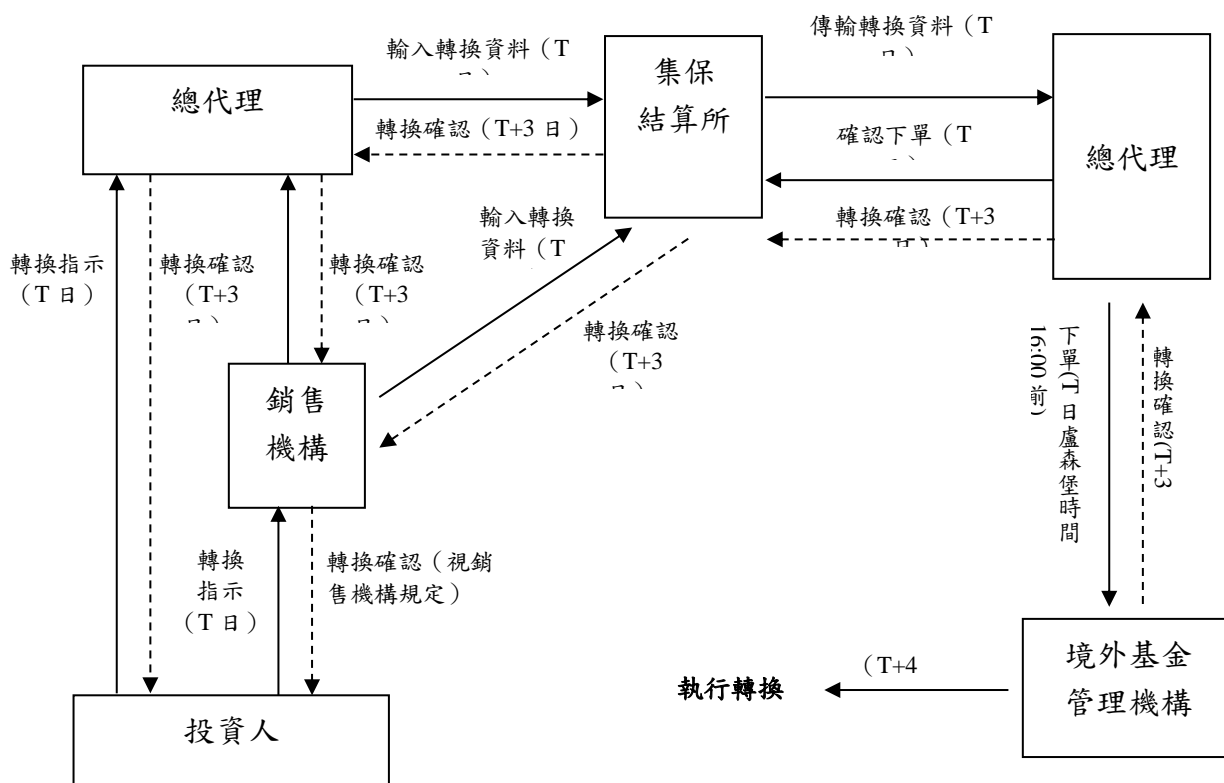 輸入轉換資料（T
傳輸轉換資料（T
集保
結算所
總代理
轉換確認（T+3 日）
確認下單（T
總代理
轉換確認（T+3
輸入轉換
資料（T
轉換指示
（T 日）
轉換確認
（T+3
轉換確認
（T+3
轉換確認
（T+3
銷售
機構
下單(T 日盧森堡時間
16:00 前)
轉換確認(T+3
轉換
指示
（T 日）
轉換確認（視銷
售機構規定）
境外基金
管理機構
（T+4
執行轉換
投資人